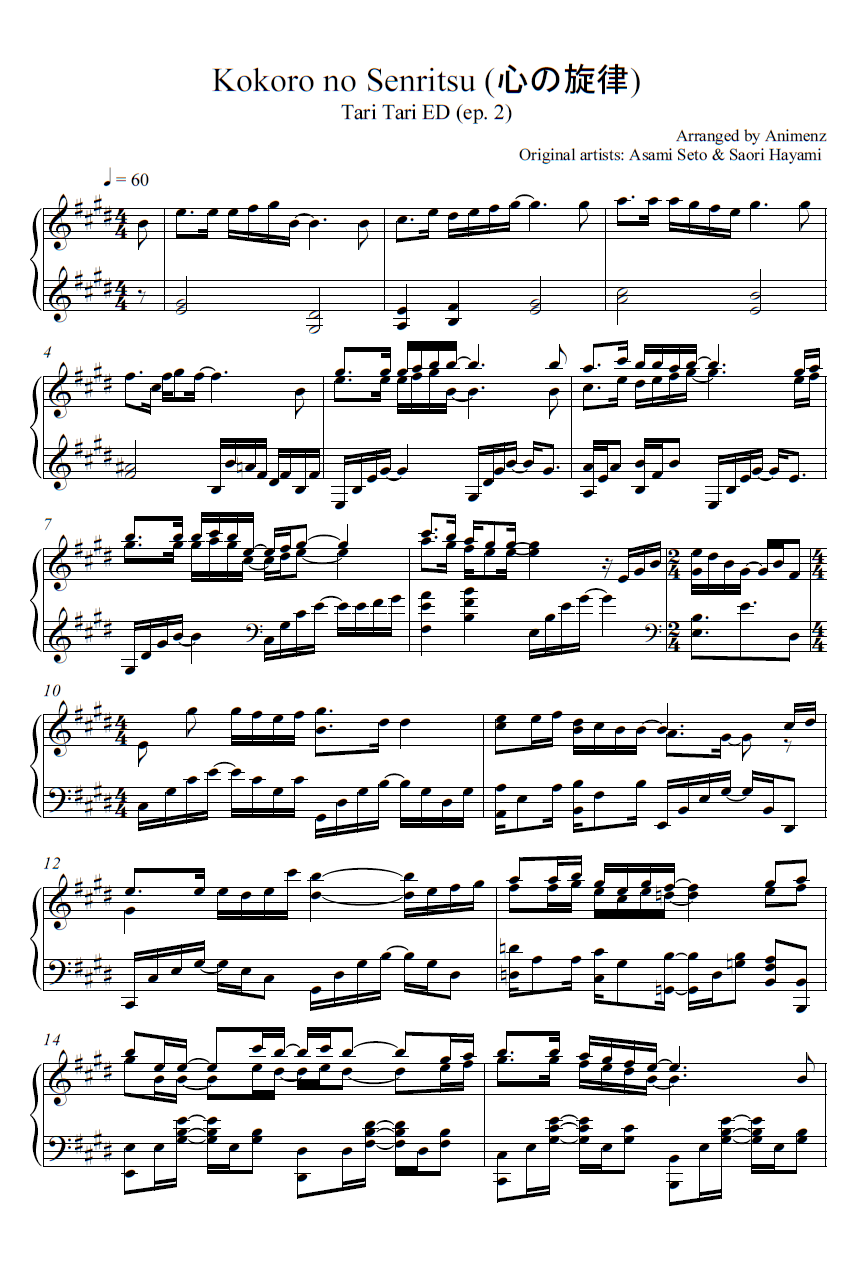 Kokoro no Senritsu (心の旋律)
Tari Tari ED (ep. 2)
Arranged by Animenz
Original artists: Asami Seto & Saori Hayami
♩ = 60
4
7
10
12
14